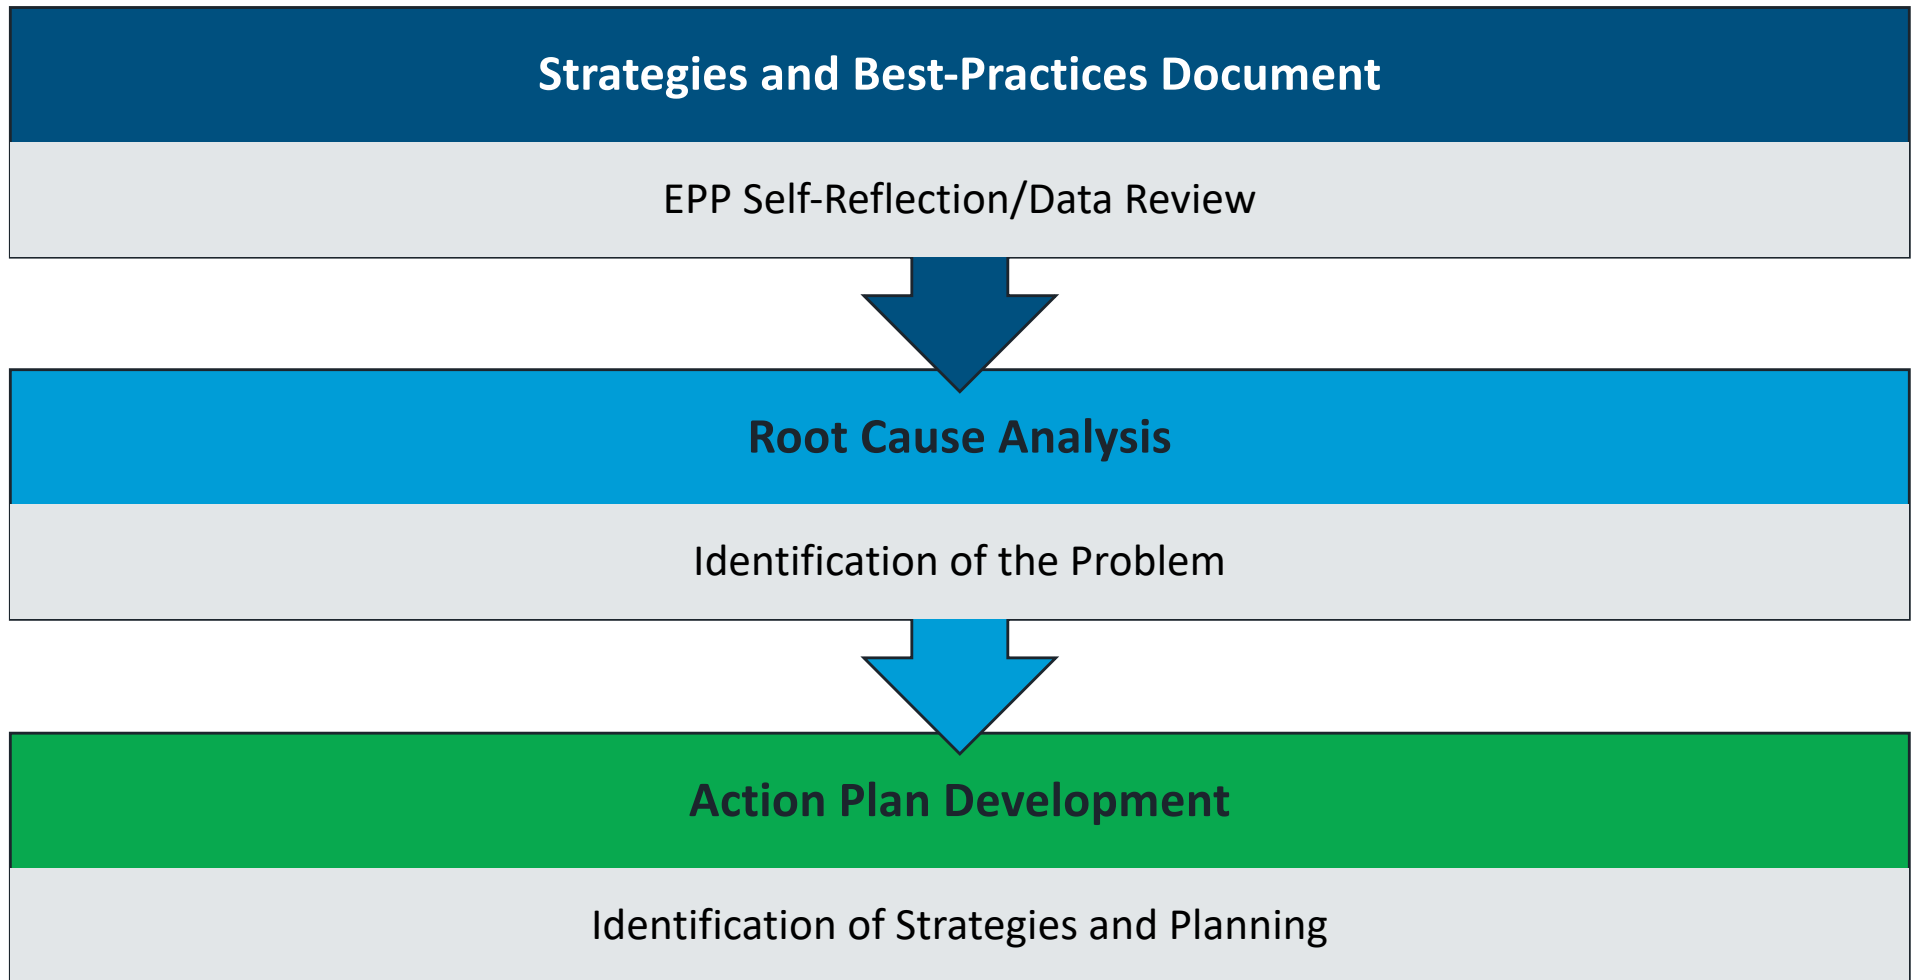 Strategies and Best-Practices Document
EPP Self-Reflection/Data Review
Root Cause Analysis
Identification of the Problem
Action Plan Development
Identification of Strategies and Planning